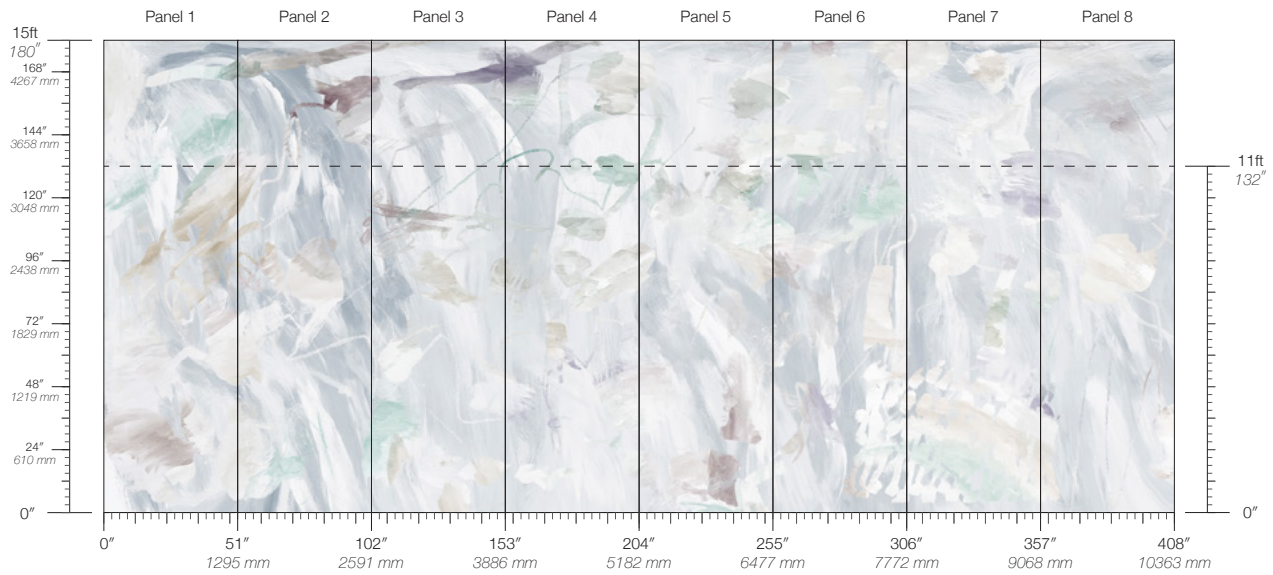 Panel 1 Panel 2 Panel 3 Panel 4 Panel 5 Panel 6 Panel 7 Panel 8
15ft
180″
168″
4267 mm
144″
3658 mm
11ft
132″
120″
3048 mm
96″
2438 mm
72″
1829 mm
48″
1219 mm
24″
610 mm
0″
0″
0″ 51″ 102″ 153″ 204″ 255″ 306″ 357″ 408″
1295 mm 2591 mm 3886 mm 5182 mm 6477 mm 7772 mm 9068 mm 10363 mm